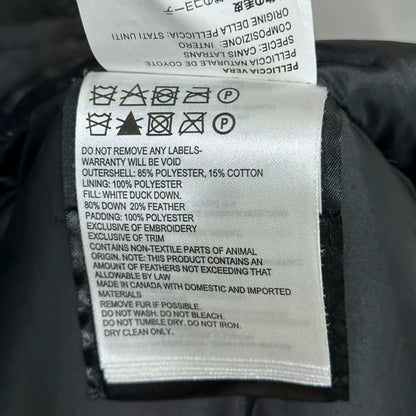 PELLICCIA VERA
PELLICCIA NATURALE DE COYOTE
SPECIE: CANIS LATRANS
COMPOSIZIONE: INTERO
ORIGINE DELLA PELLICCIA: STATI UNITI
DO NOT REMOVE ANY LABELS-
WARRANTY WILL BE VOID
OUTERSHELL: 85% POLYESTER, 15% COTTON
LINING: 100% POLYESTER
FILL: WHITE DUCK DOWN.
80% DOWN 20% FEATHER
PADDING: 100% POLYESTER
EXCLUSIVE OF EMBROIDERY
EXCLUSIVE OF TRIM
CONTAINS NON-TEXTILE PARTS OF ANIMAL
ORIGIN. NOTE: THIS PRODUCT CONTAINS AN
AMOUNT OF FEATHERS NOT EXCEEDING THAT
ALLOWABLE BY LAW
MADE IN CANADA WITH DOMESTIC AND IMPORTED
MATERIALS
REMOVE FUR IF POSSIBLE.
DO NOT WASH. DO NOT BLEACH.
DO NOT TUMBLE DRY. DO NOT IRON.
DRY CLEAN ONLY.